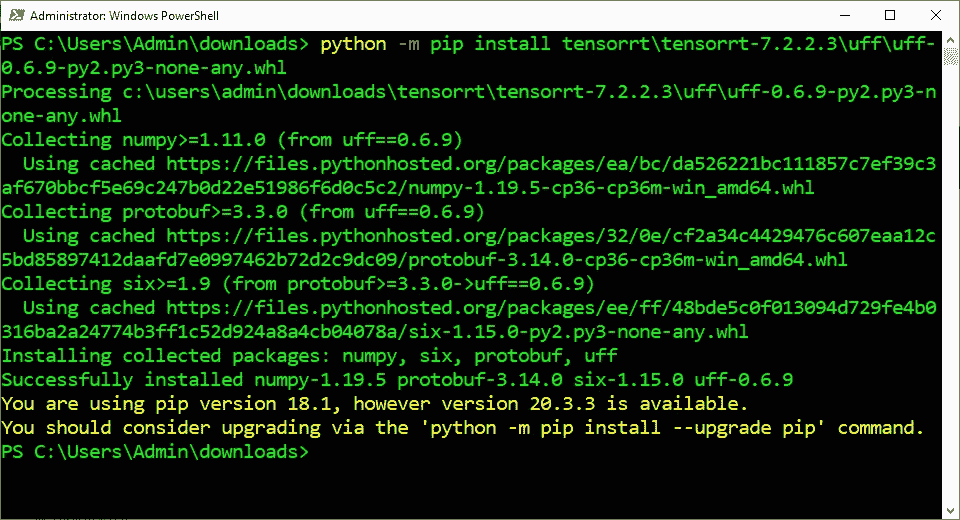 Administrator: Windows PowerShell
PS C:\Users\Admin\downloads> python -m pip install tensorrt\tensorrt-7.2.2.3\uff\uff-
0.6.9-py2.py3-none-any.whl
Processing c:\users\admin\downloads\tensorrt\tensorrt-7.2.2.3\uff\uff-0.6.9-py2.py3-n
one-any.whl
Collecting numpy>=1.11.0 (from uff==0.6.9)
  Using cached https://files.pythonhosted.org/packages/ea/bc/da526221bc111857c7ef39c3
af670bbcf5e69c247b0d22e51986f6d0c5c2/numpy-1.19.5-cp36-cp36m-win_amd64.whl
Collecting protobuf>=3.3.0 (from uff==0.6.9)
  Using cached https://files.pythonhosted.org/packages/32/0e/cf2a34c4429476c607eaa12c
5bd85897412daafd7e0997462b72d2c9dc09/protobuf-3.14.0-cp36-cp36m-win_amd64.whl
Collecting six>=1.9 (from protobuf>=3.3.0->uff==0.6.9)
  Using cached https://files.pythonhosted.org/packages/ee/ff/48bde5c0f013094d729fe4b0
316ba2a24774b3ff1c52d924a8a4cb04078a/six-1.15.0-py2.py3-none-any.whl
Installing collected packages: numpy, six, protobuf, uff
Successfully installed numpy-1.19.5 protobuf-3.14.0 six-1.15.0 uff-0.6.9
You are using pip version 18.1, however version 20.3.3 is available.
You should consider upgrading via the 'python -m pip install --upgrade pip' command.
PS C:\Users\Admin\downloads>